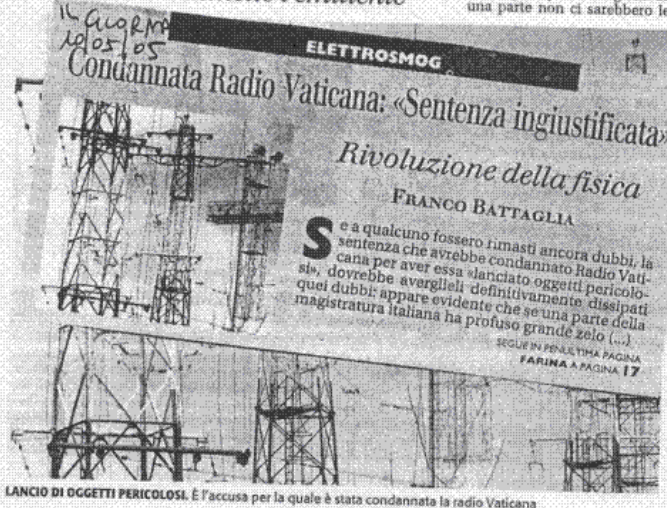 una parte non ci sarebbero le
IL GIORNA
10/05/05
ELETTROSMOG
Condannata Radio Vaticana: «Sentenza ingiustificata»
Rivoluzione della fisica
FRANCO BATTAGLIA
Se a qualcuno fossero rimasti ancora dubbi, la
sentenza che avrebbe condannato Radio Vati-
cana per aver essa «lanciato oggetti pericolo-
si», dovrebbe averglieli definitivamente dissipati
quei dubbi: appare evidente che se una parte della
magistratura italiana ha profuso grande zelo (...)
SEGUE IN PENULTIMA PAGINA
FARINA A PAGINA 17
LANCIO DI OGGETTI PERICOLOSI. È l'accusa per la quale è stata condannata la radio Vaticana